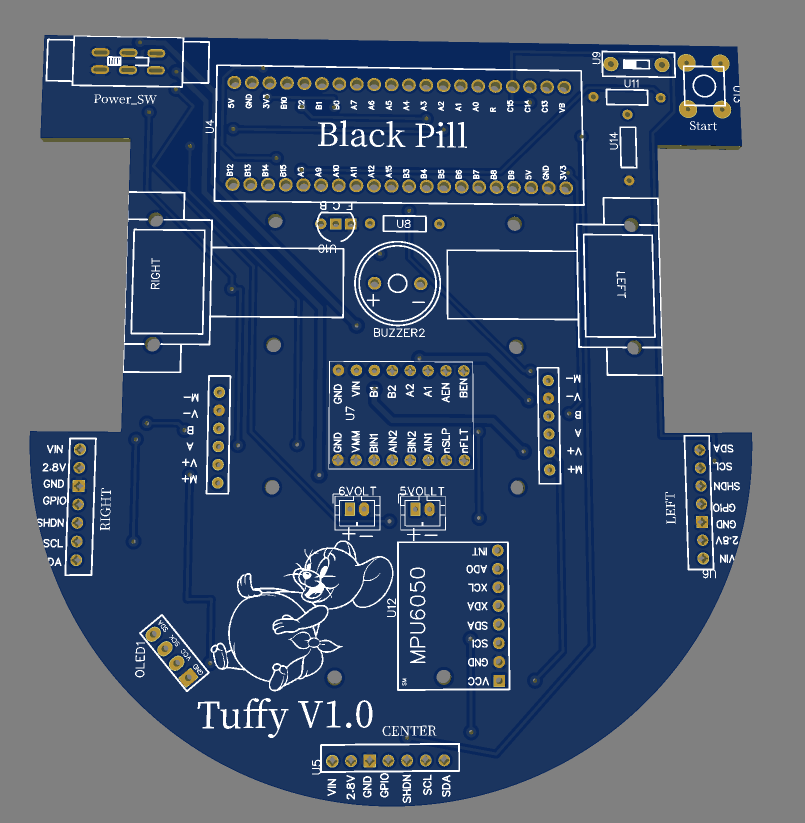 Power_SW
U9
U11
U13
Start
U14
U4
5V GND 3V3 B10 B2 B1 B0 A7 A6 A5 A4 A3 A2 A1 A0 R C15 C14 C13 VB
Black Pill
B12 B13 B14 B15 A8 A9 A10 A11 A12 A15 B3 B4 B5 B6 B7 B8 B9 5V GND 3V3
E C B
U10
U8
RIGHT
LEFT
+ −
BUZZER2
M−
V−
B
A
V+
M+
GND VIN B1 B2 A2 A1 AEN BEN
U7
GND VMM BIN1 AIN2 BIN2 AIN1 nSLP nFLT
M−
V−
B
A
V+
M+
VIN
2.8V
GND
GPIO
SHDN
SCL
DA
RIGHT
6VOLT
+ −
5VOLLT
+ −
LEFT
SDA
SCL
SHDN
GPIO
GND
2.8V
VIN
U6
U12
MPU6050
INT
ADO
XCL
XDA
SDA
SCL
GND
VCC
SM
OLED1
SDA
SCK
VCC
GND
Tuffy V1.0
CENTER
U5
VIN 2.8V GND GPIO SHDN SCL SDA